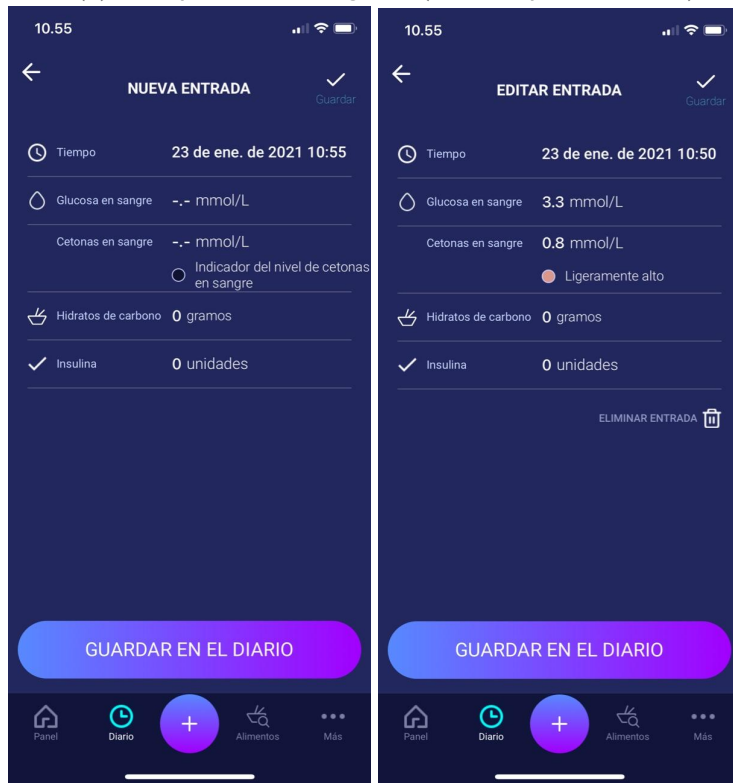 10.55
NUEVA ENTRADA
Guardar
Tiempo 23 de ene. de 2021 10:55
Glucosa en sangre -.- mmol/L
Cetonas en sangre -.- mmol/L
Indicador del nivel de cetonas
en sangre
Hidratos de carbono 0 gramos
Insulina 0 unidades
GUARDAR EN EL DIARIO
Panel Diario + Alimentos Más
10.55
EDITAR ENTRADA
Guardar
Tiempo 23 de ene. de 2021 10:50
Glucosa en sangre 3.3 mmol/L
Cetonas en sangre 0.8 mmol/L
Ligeramente alto
Hidratos de carbono 0 gramos
Insulina 0 unidades
ELIMINAR ENTRADA
GUARDAR EN EL DIARIO
Panel Diario + Alimentos Más